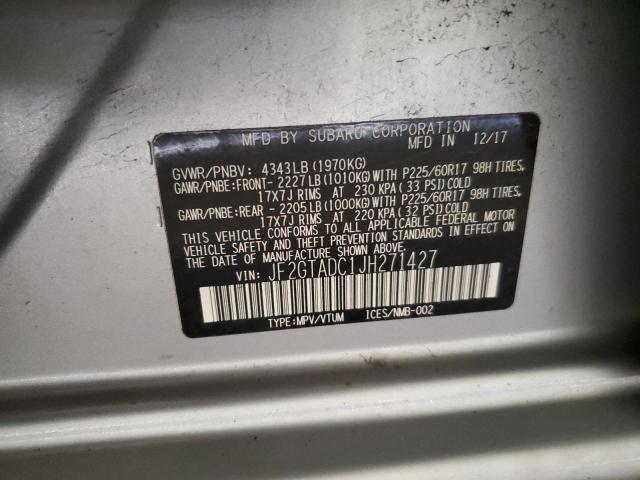 MFD BY SUBARU CORPORATION
MFD IN 12/17
GVWR/PNBV: 4343LB(1970KG)
GAWR/PNBE:FRONT-2227LB(1010KG)WITH P225/60R17 98H TIRES,
17X7J RIMS AT 230 KPA(33 PSI)COLD
GAWR/PNBE:REAR -2205LB(1000KG)WITH P225/60R17 98H TIRES,
17X7J RIMS AT 220 KPA(32 PSI)COLD
THIS VEHICLE CONFORMS TO ALL APPLICABLE FEDERAL MOTOR
VEHICLE SAFETY AND THEFT PREVENTION STANDARDS IN EFFECT ON THE
DATE OF MANUFACTURE SHOWN ABOVE.
VIN: JF2GTADC1JH271427
TYPE:MPV/VTUM ICES/NMB-002